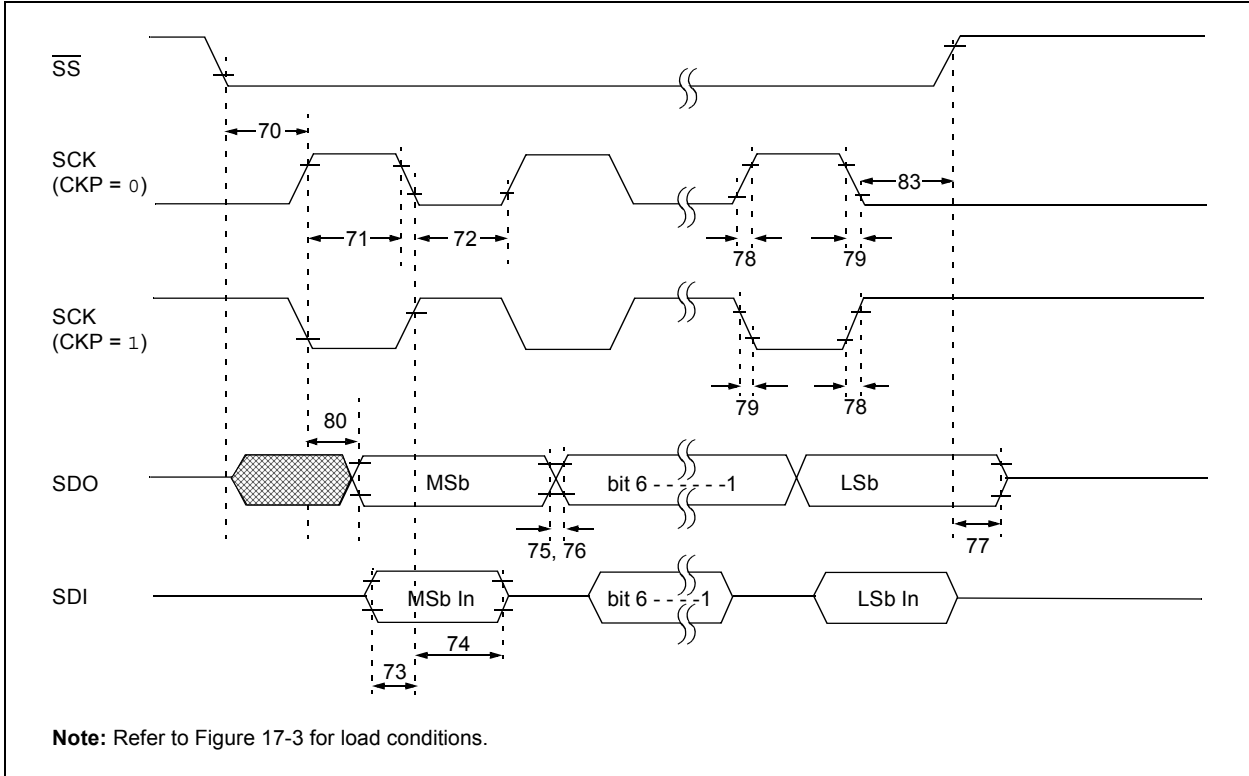 SS
70
SCK
(CKP = 0)
83
71
72
78
79
SCK
(CKP = 1)
79
78
80
SDO
MSb
bit 6 - - - - - - -1
LSb
75, 76
77
SDI
MSb In
bit 6 - - - - -1
LSb In
74
73
Note: Refer to Figure 17-3 for load conditions.